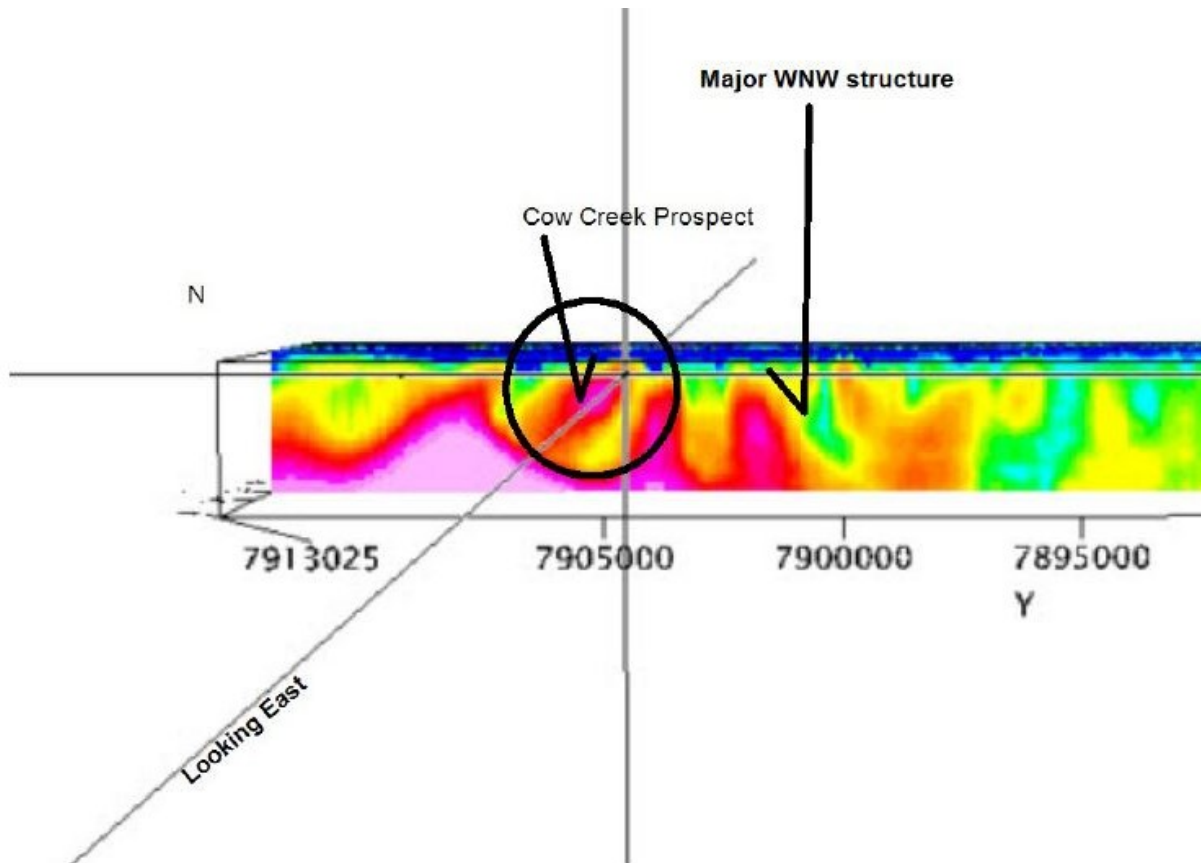 Major WNW structure
Cow Creek Prospect
N
7913025
7905000
7900000
7895000
Y
Looking East